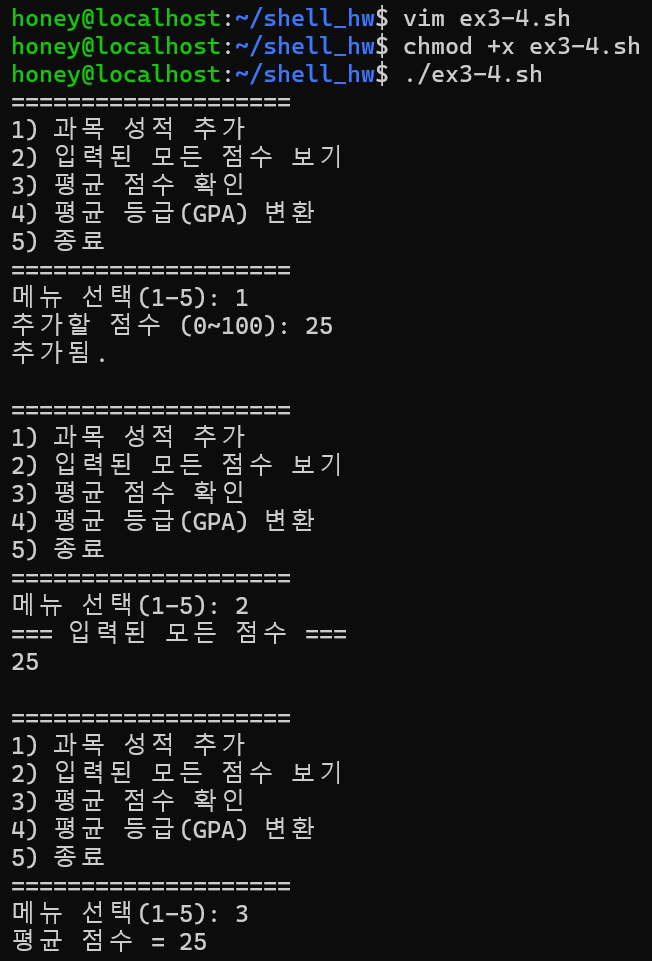 honey@localhost:~/shell_hw$ vim ex3-4.sh
honey@localhost:~/shell_hw$ chmod +x ex3-4.sh
honey@localhost:~/shell_hw$ ./ex3-4.sh
====================
1) 과목 성적 추가
2) 입력된 모든 점수 보기
3) 평균 점수 확인
4) 평균 등급(GPA) 변환
5) 종료
====================
메뉴 선택(1-5): 1
추가할 점수 (0~100): 25
추가됨.

====================
1) 과목 성적 추가
2) 입력된 모든 점수 보기
3) 평균 점수 확인
4) 평균 등급(GPA) 변환
5) 종료
====================
메뉴 선택(1-5): 2
=== 입력된 모든 점수 ===
25

====================
1) 과목 성적 추가
2) 입력된 모든 점수 보기
3) 평균 점수 확인
4) 평균 등급(GPA) 변환
5) 종료
====================
메뉴 선택(1-5): 3
평균 점수 = 25